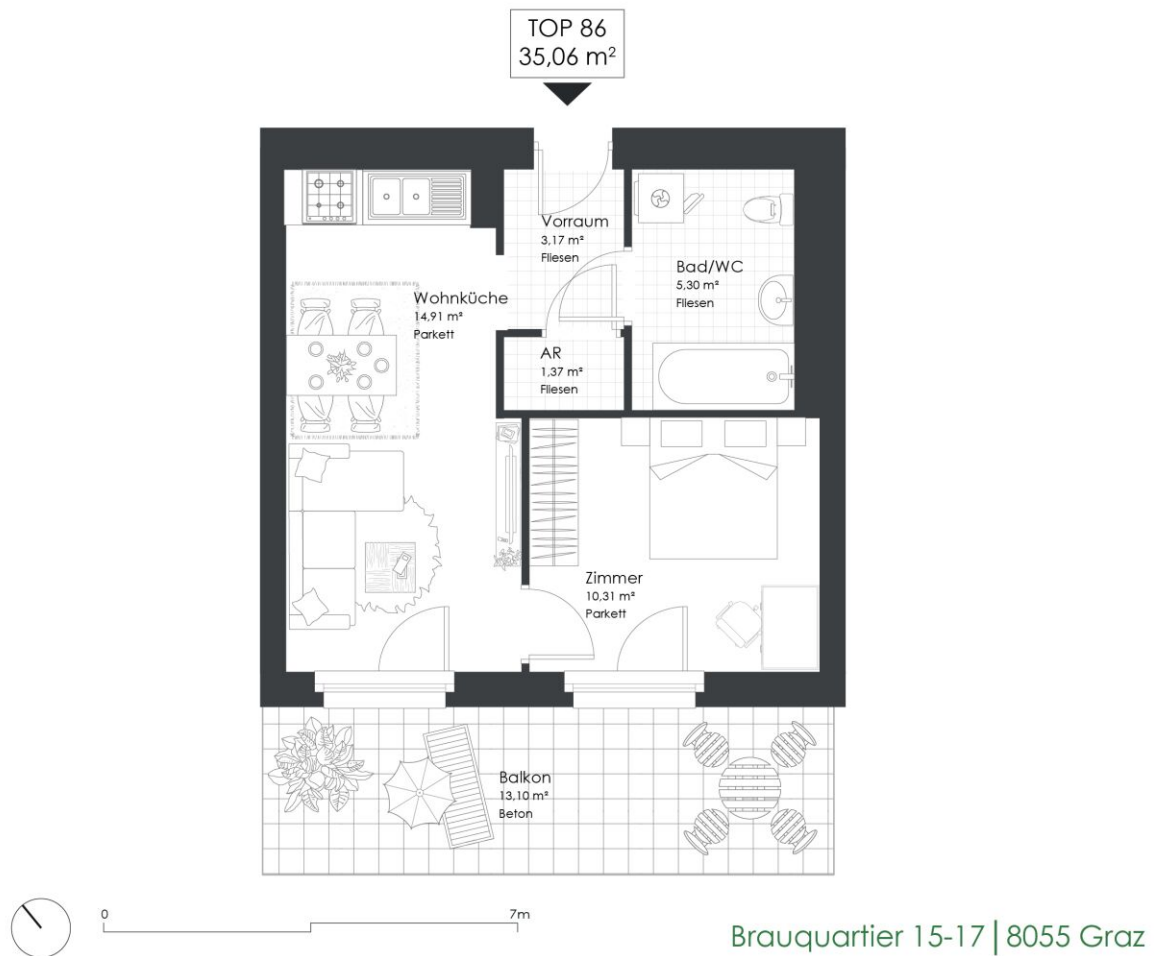 TOP 86
35,06 m²
Vorraum
3,17 m²
Fliesen
Bad/WC
5,30 m²
Fliesen
Wohnküche
14,91 m²
Parkett
AR
1,37 m²
Fliesen
Zimmer
10,31 m²
Parkett
Balkon
13,10 m²
Beton
0
7m
Brauquartier 15-17 | 8055 Graz